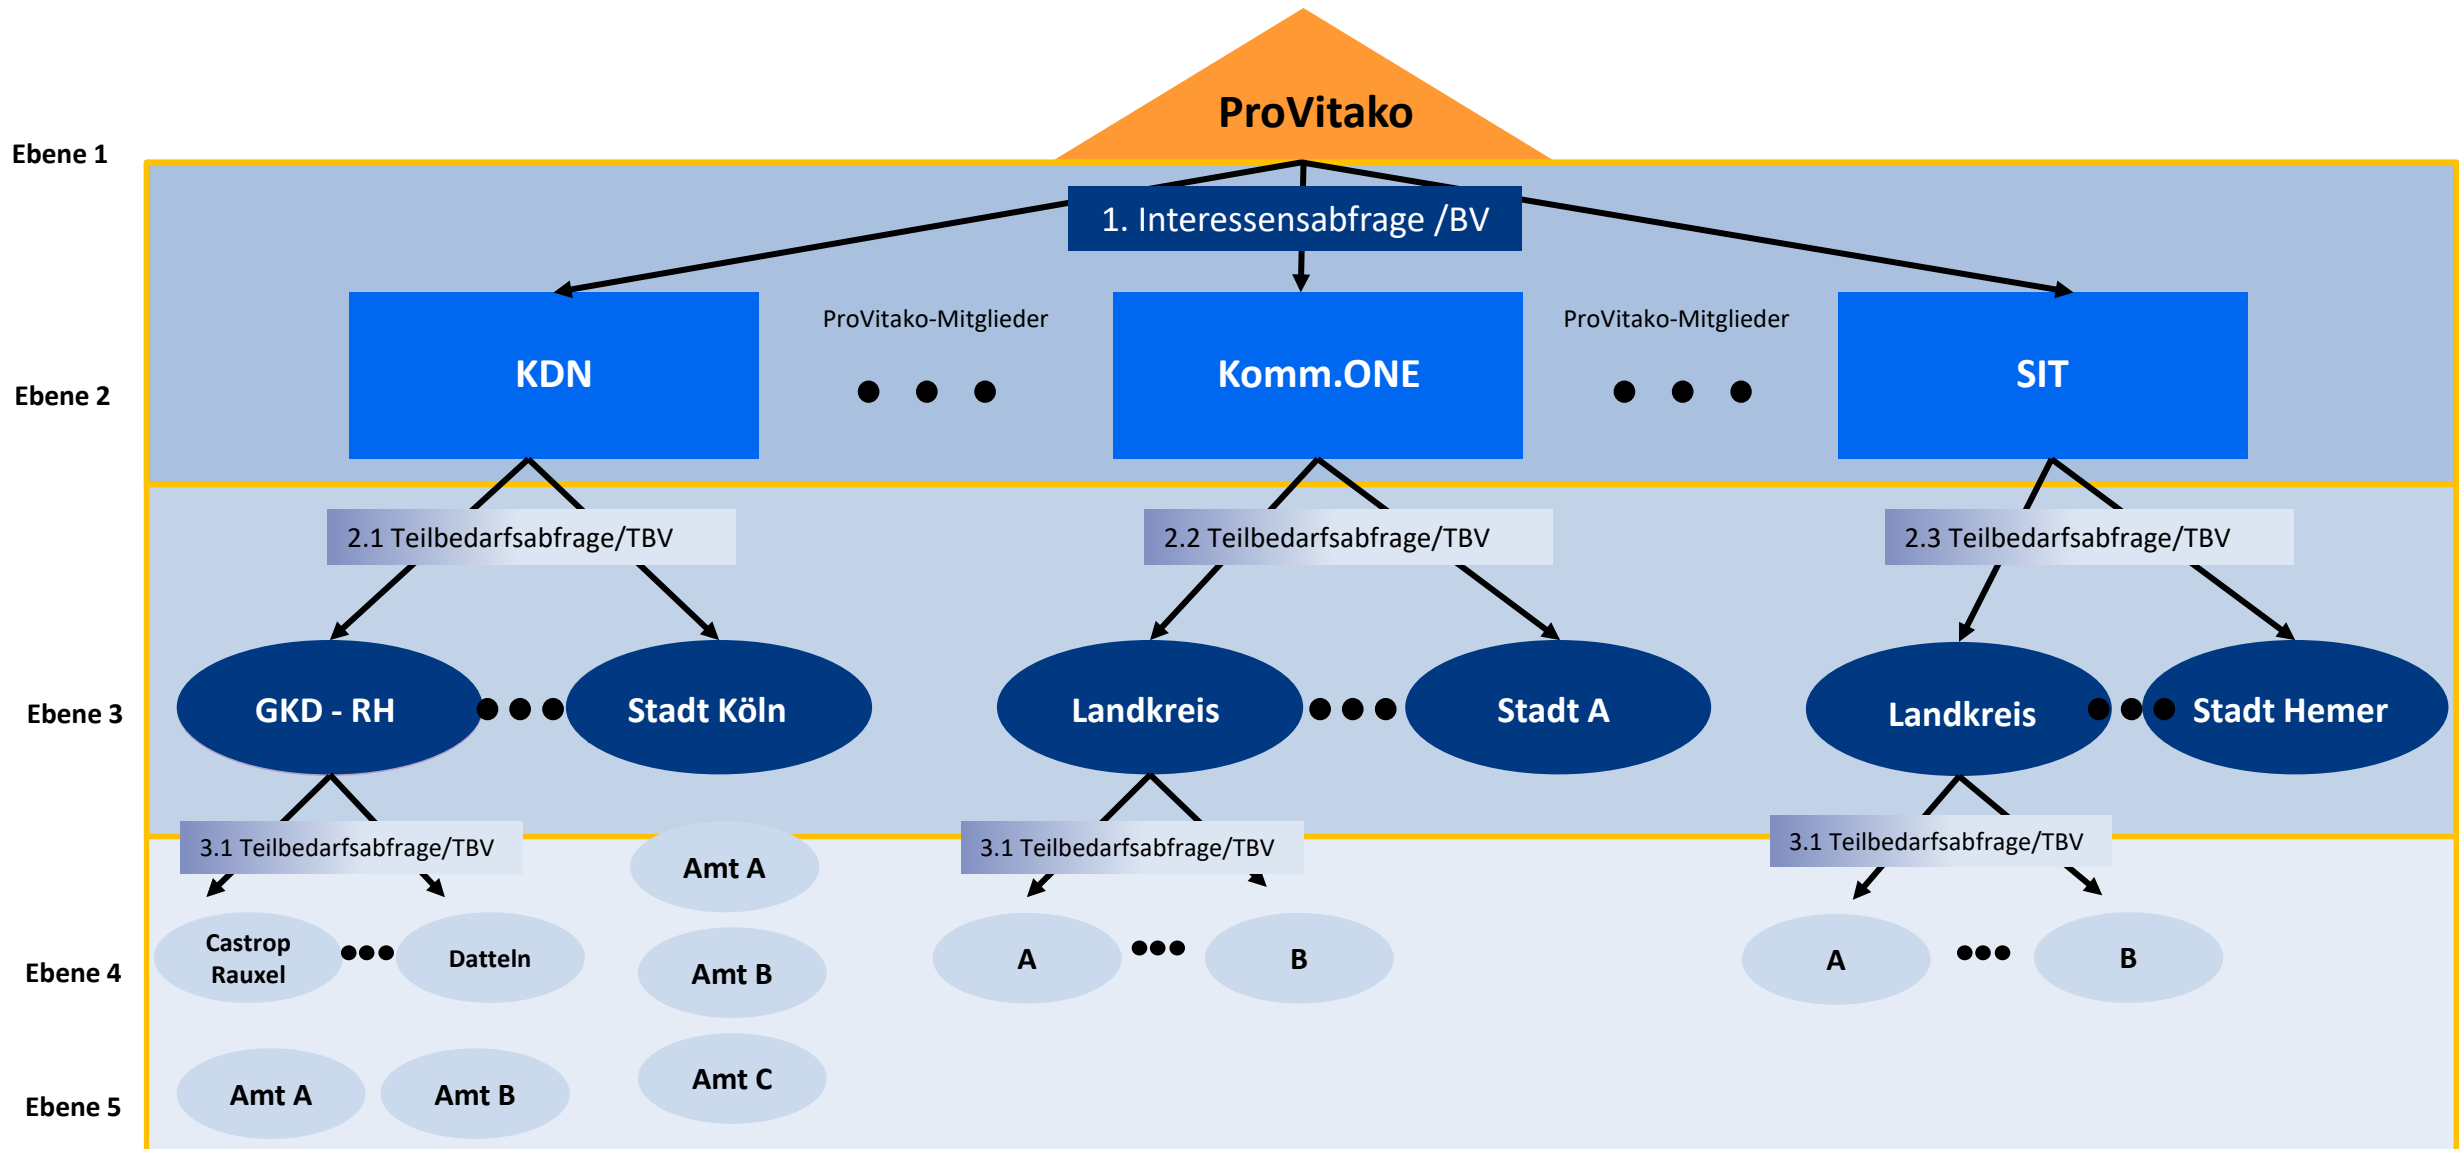 ProVitako
Ebene 1
1. Interessensabfrage /BV
ProVitako-Mitglieder
ProVitako-Mitglieder
KDN
Komm.ONE
SIT
Ebene 2
2.1 Teilbedarfsabfrage/TBV
2.2 Teilbedarfsabfrage/TBV
2.3 Teilbedarfsabfrage/TBV
GKD - RH
Stadt Köln
Landkreis
Stadt A
Landkreis
Stadt Hemer
Ebene 3
3.1 Teilbedarfsabfrage/TBV
3.1 Teilbedarfsabfrage/TBV
3.1 Teilbedarfsabfrage/TBV
Amt A
Castrop
Rauxel
Datteln
Amt B
A
B
A
B
Ebene 4
Amt C
Amt A
Amt B
Ebene 5